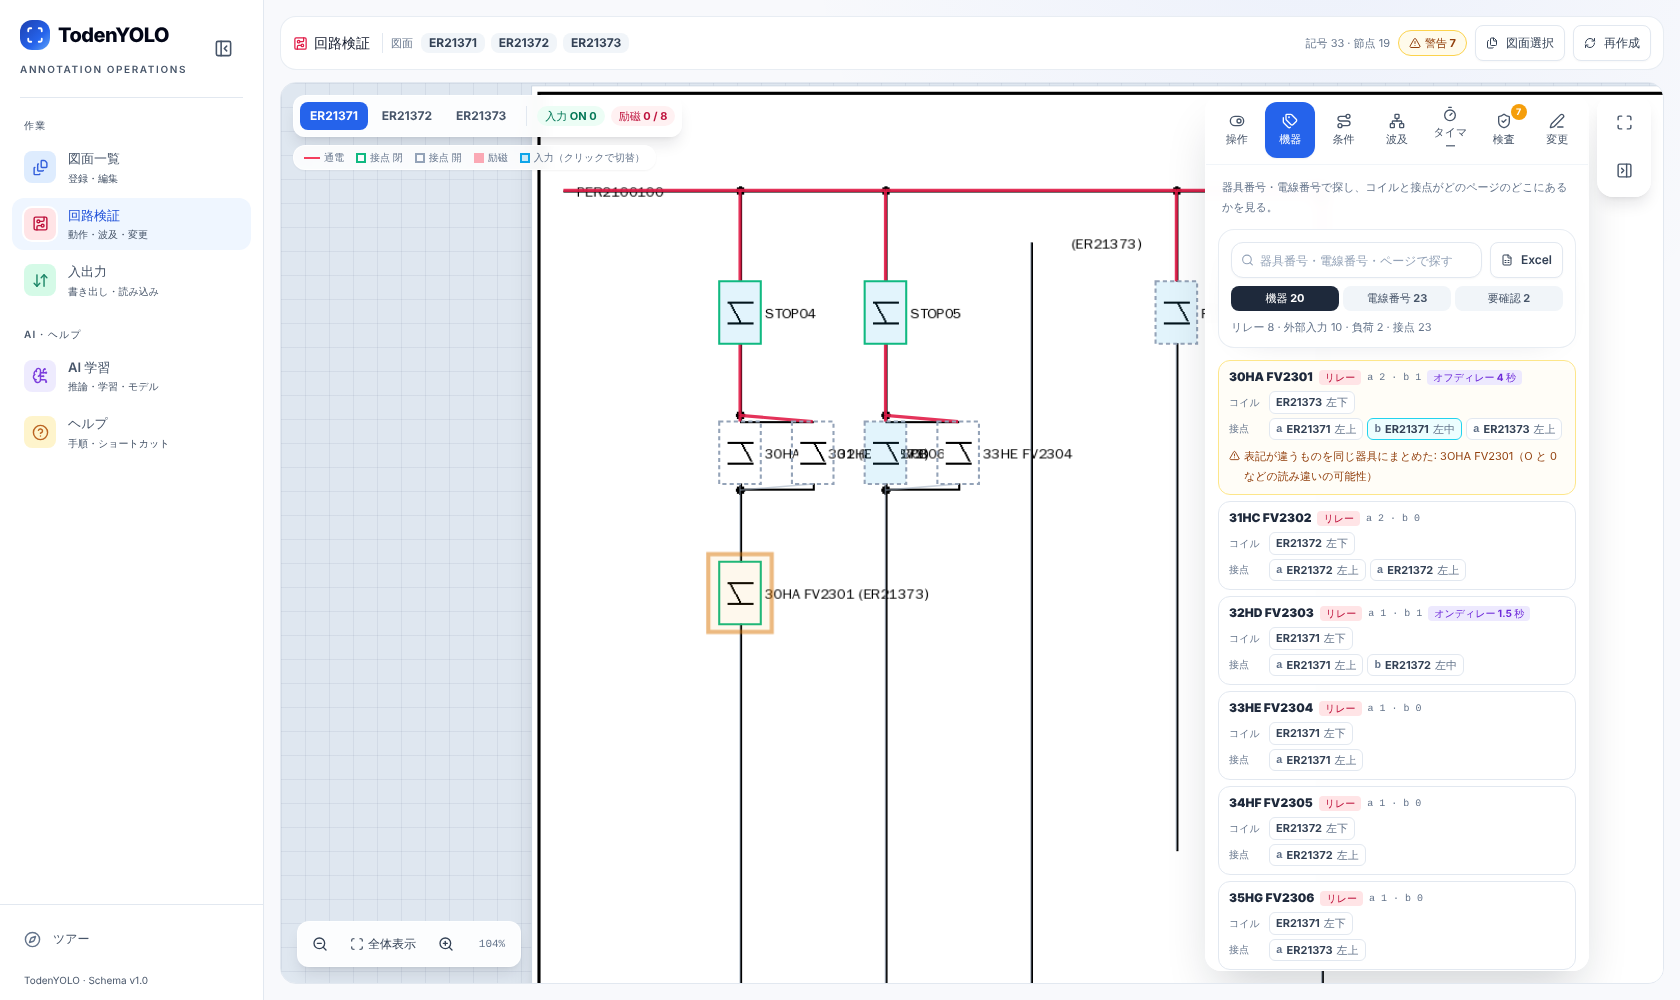 TodenYOLO
ANNOTATION OPERATIONS
作業
図面一覧
登録・編集
回路検証
動作・波及・変更
入出力
書き出し・読み込み
AI・ヘルプ
AI 学習
推論・学習・モデル
ヘルプ
手順・ショートカット
ツアー
TodenYOLO · Schema v1.0
回路検証 図面 ER21371 ER21372 ER21373
記号 33 · 節点 19 警告 7 図面選択 再作成
ER21371 ER21372 ER21373 入力 ON 0 励磁 0 / 8
通電 接点 閉 接点 開 励磁 入力（クリックで切替）
PER2100100
(ER21373)
STOP04
STOP05
30HA
33HE FV2304
30HA FV2301 (ER21373)
全体表示 104%
操作 機器 条件 波及 タイマー 検査 7 変更
器具番号・電線番号で探し、コイルと接点がどのページのどこにある
かを見る。
器具番号・電線番号・ページで探す Excel
機器 20 電線番号 23 要確認 2
リレー 8 · 外部入力 10 · 負荷 2 · 接点 23
30HA FV2301 リレー a 2 · b 1 オフディレー 4 秒
コイル ER21373 左下
接点 a ER21371 左上 b ER21371 左中 a ER21373 左上
表記が違うものを同じ器具にまとめた: 3OHA FV2301（O と 0
などの読み違いの可能性）
31HC FV2302 リレー a 2 · b 0
コイル ER21372 左下
接点 a ER21372 左上 a ER21372 左上
32HD FV2303 リレー a 1 · b 1 オンディレー 1.5 秒
コイル ER21371 左下
接点 a ER21371 左上 b ER21372 左中
33HE FV2304 リレー a 1 · b 0
コイル ER21371 左下
接点 a ER21371 左上
34HF FV2305 リレー a 1 · b 0
コイル ER21372 左下
接点 a ER21372 左上
35HG FV2306 リレー a 1 · b 0
コイル ER21371 左下
接点 a ER21373 左上